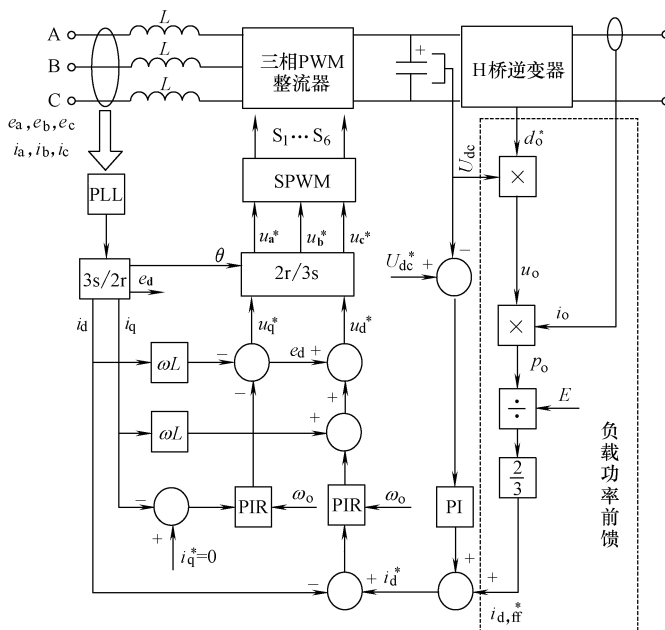 A
L
三相PWM
整流器
+
H桥逆变器
B
L
C
L
e_a, e_b, e_c
i_a, i_b, i_c
S_1…S_6
U_dc
d_o^*
PLL
SPWM
×
u_a^*
u_b^*
u_c^*
U_dc^*
+
−
3s/2r
θ
e_d
2r/3s
u_o
i_d
i_q
u_q^*
u_d^*
×
i_o
ωL
−
e_d
+
p_o
−
+
÷
E
ωL
+
负载功率前馈
2/3
−
PIR
ω_o
PIR
ω_o
PI
+
i_q^*=0
+
+
−
+
i_d^*
i_d,ff^*